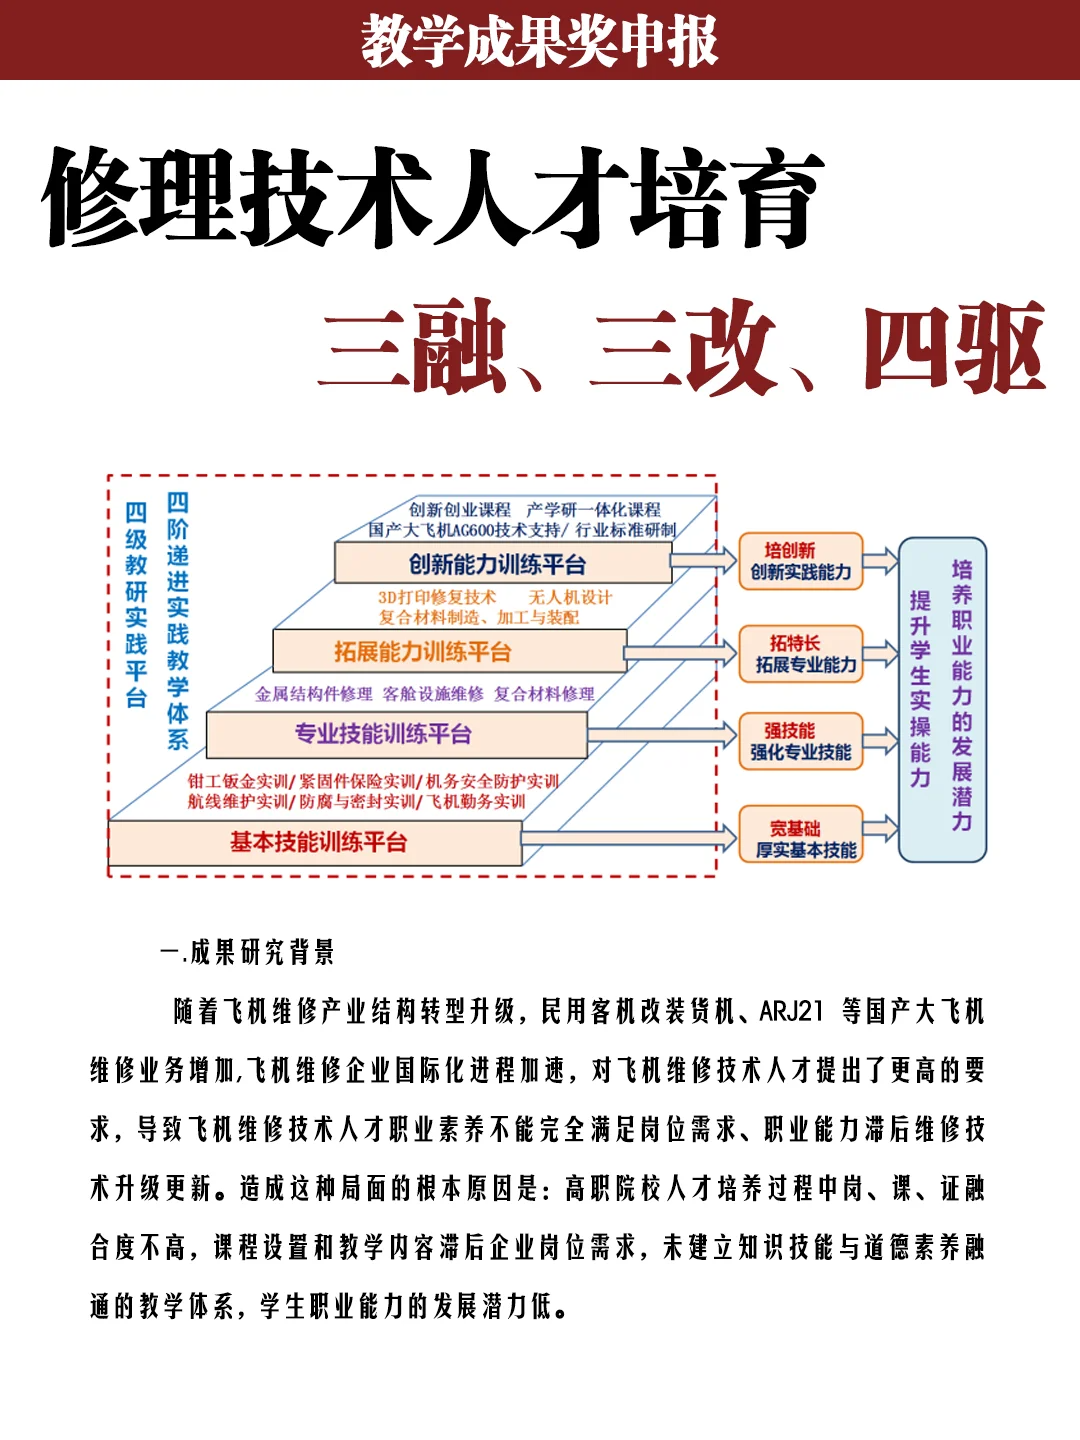 教学成果奖申报
修理技术人才培育
三融、三改、四驱
四级教研实践平台
四阶递进实践教学体系
创新创业课程 产学研一体化课程
国产大飞机AG600技术支持/ 行业标准研制
创新能力训练平台
3D打印修复技术 无人机设计
复合材料制造、加工与装配
拓展能力训练平台
金属结构件修理 客舱设施维修 复合材料修理
专业技能训练平台
钳工钣金实训/ 紧固件保险实训/ 机务安全防护实训
航线维护实训/ 防腐与密封实训/ 飞机勤务实训
基本技能训练平台
培创新
创新实践能力
拓特长
拓展专业能力
强技能
强化专业技能
宽基础
厚实基本技能
培养职业能力的发展潜力
提升学生实操能力
一.成果研究背景
随着飞机维修产业结构转型升级，民用客机改装货机、ARJ21 等国产大飞机
维修业务增加,飞机维修企业国际化进程加速，对飞机维修技术人才提出了更高的要
求，导致飞机维修技术人才职业素养不能完全满足岗位需求、职业能力滞后维修技
术升级更新。造成这种局面的根本原因是：高职院校人才培养过程中岗、课、证融
合度不高，课程设置和教学内容滞后企业岗位需求，未建立知识技能与道德素养融
通的教学体系，学生职业能力的发展潜力低。